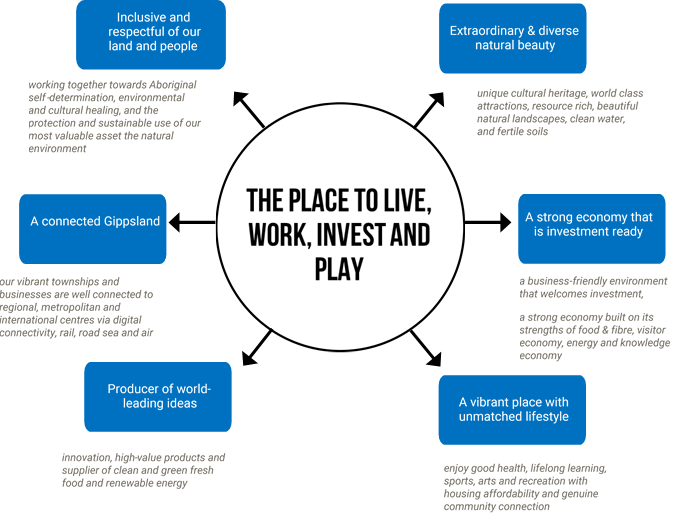 Inclusive and
respectful of our
land and people
working together towards Aboriginal
self-determination, environmental
and cultural healing, and the
protection and sustainable use of our
most valuable asset the natural
environment
Extraordinary & diverse
natural beauty
unique cultural heritage, world class
attractions, resource rich, beautiful
natural landscapes, clean water,
and fertile soils
THE PLACE TO LIVE,
WORK, INVEST AND
PLAY
A connected Gippsland
our vibrant townships and
businesses are well connected to
regional, metropolitan and
international centres via digital
connectivity, rail, road sea and air
A strong economy that
is investment ready
a business-friendly environment
that welcomes investment,
a strong economy built on its
strengths of food & fibre, visitor
economy, energy and knowledge
economy
Producer of world-
leading ideas
innovation, high-value products and
supplier of clean and green fresh
food and renewable energy
A vibrant place with
unmatched lifestyle
enjoy good health, lifelong learning,
sports, arts and recreation with
housing affordability and genuine
community connection